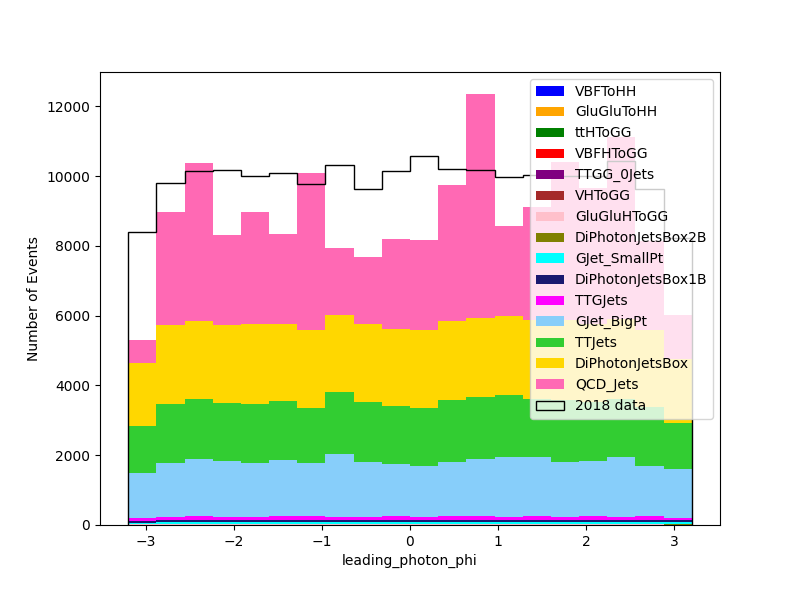 12000
10000
8000
6000
4000
2000
0
Number of Events
−3
−2
−1
0
1
2
3
leading_photon_phi
VBFToHH
GluGluToHH
ttHToGG
VBFHToGG
TTGG_0Jets
VHToGG
GluGluHToGG
DiPhotonJetsBox2B
GJet_SmallPt
DiPhotonJetsBox1B
TTGJets
GJet_BigPt
TTJets
DiPhotonJetsBox
QCD_Jets
2018 data